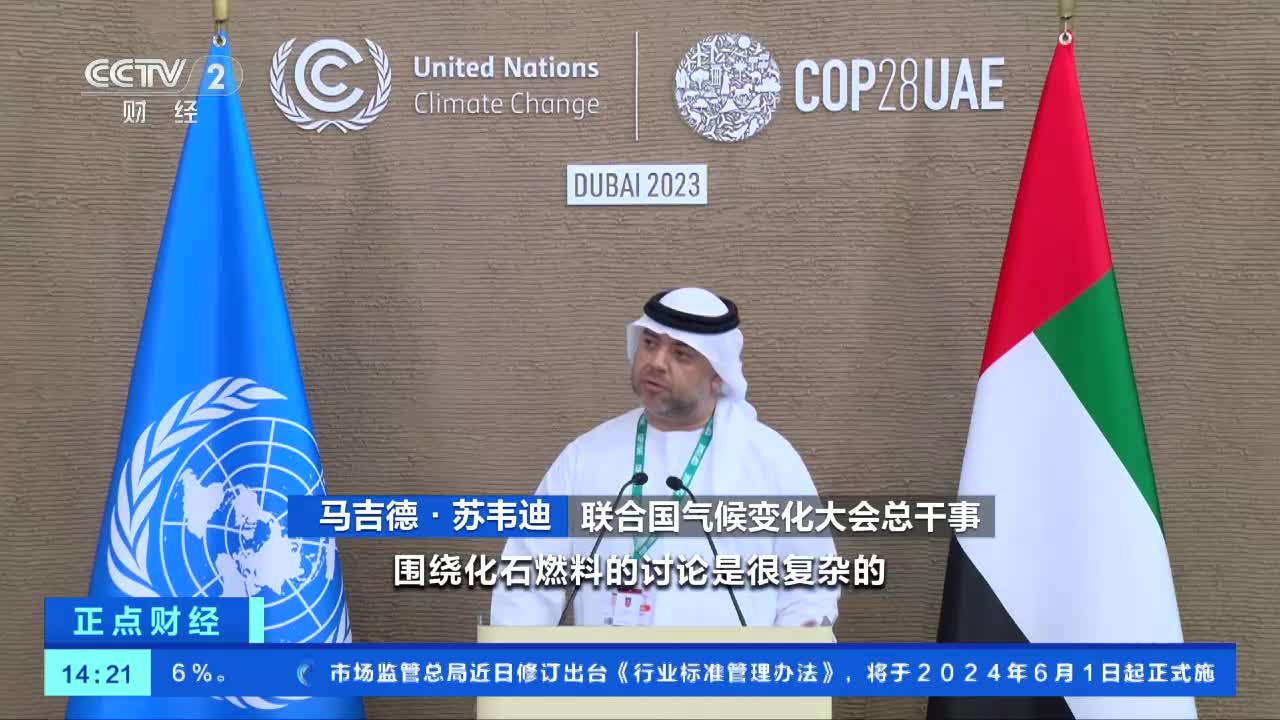 CCTV 2
财经
United Nations
Climate Change
COP28UAE
DUBAI 2023
马吉德·苏韦迪 联合国气候变化大会总干事
围绕化石燃料的讨论是很复杂的
正点财经
14:21 6%。 市场监管总局近日修订出台《行业标准管理办法》，将于2024年6月1日起正式施